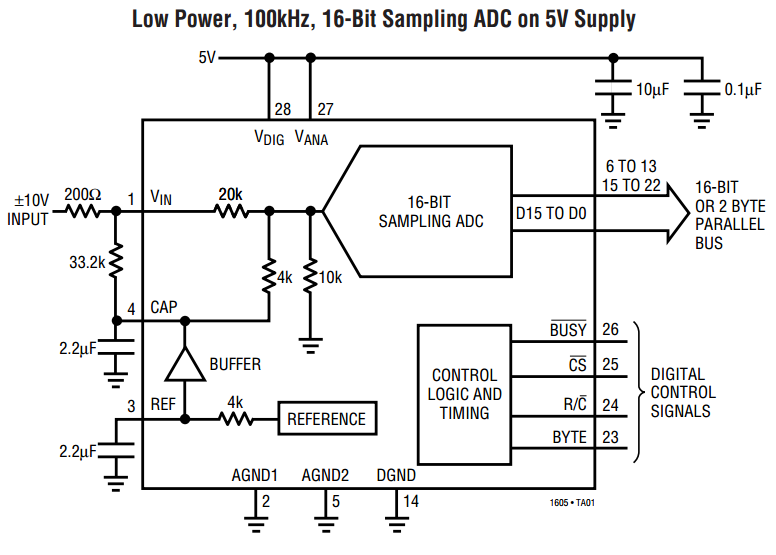 Low Power, 100kHz, 16-Bit Sampling ADC on 5V Supply
5V
10µF
0.1µF
28
27
VDIG
VANA
6 TO 13
15 TO 22
16-BIT
OR 2 BYTE
PARALLEL
BUS
±10V
INPUT
200Ω
1
VIN
20k
16-BIT
SAMPLING ADC
D15 TO D0
33.2k
4k
10k
4
CAP
2.2µF
BUFFER
CONTROL
LOGIC AND
TIMING
B̅U̅S̅Y̅
26
C̅S̅
25
R/C̅
24
BYTE
23
DIGITAL
CONTROL
SIGNALS
3
REF
4k
REFERENCE
2.2µF
AGND1
AGND2
DGND
2
5
14
1605 • TA01